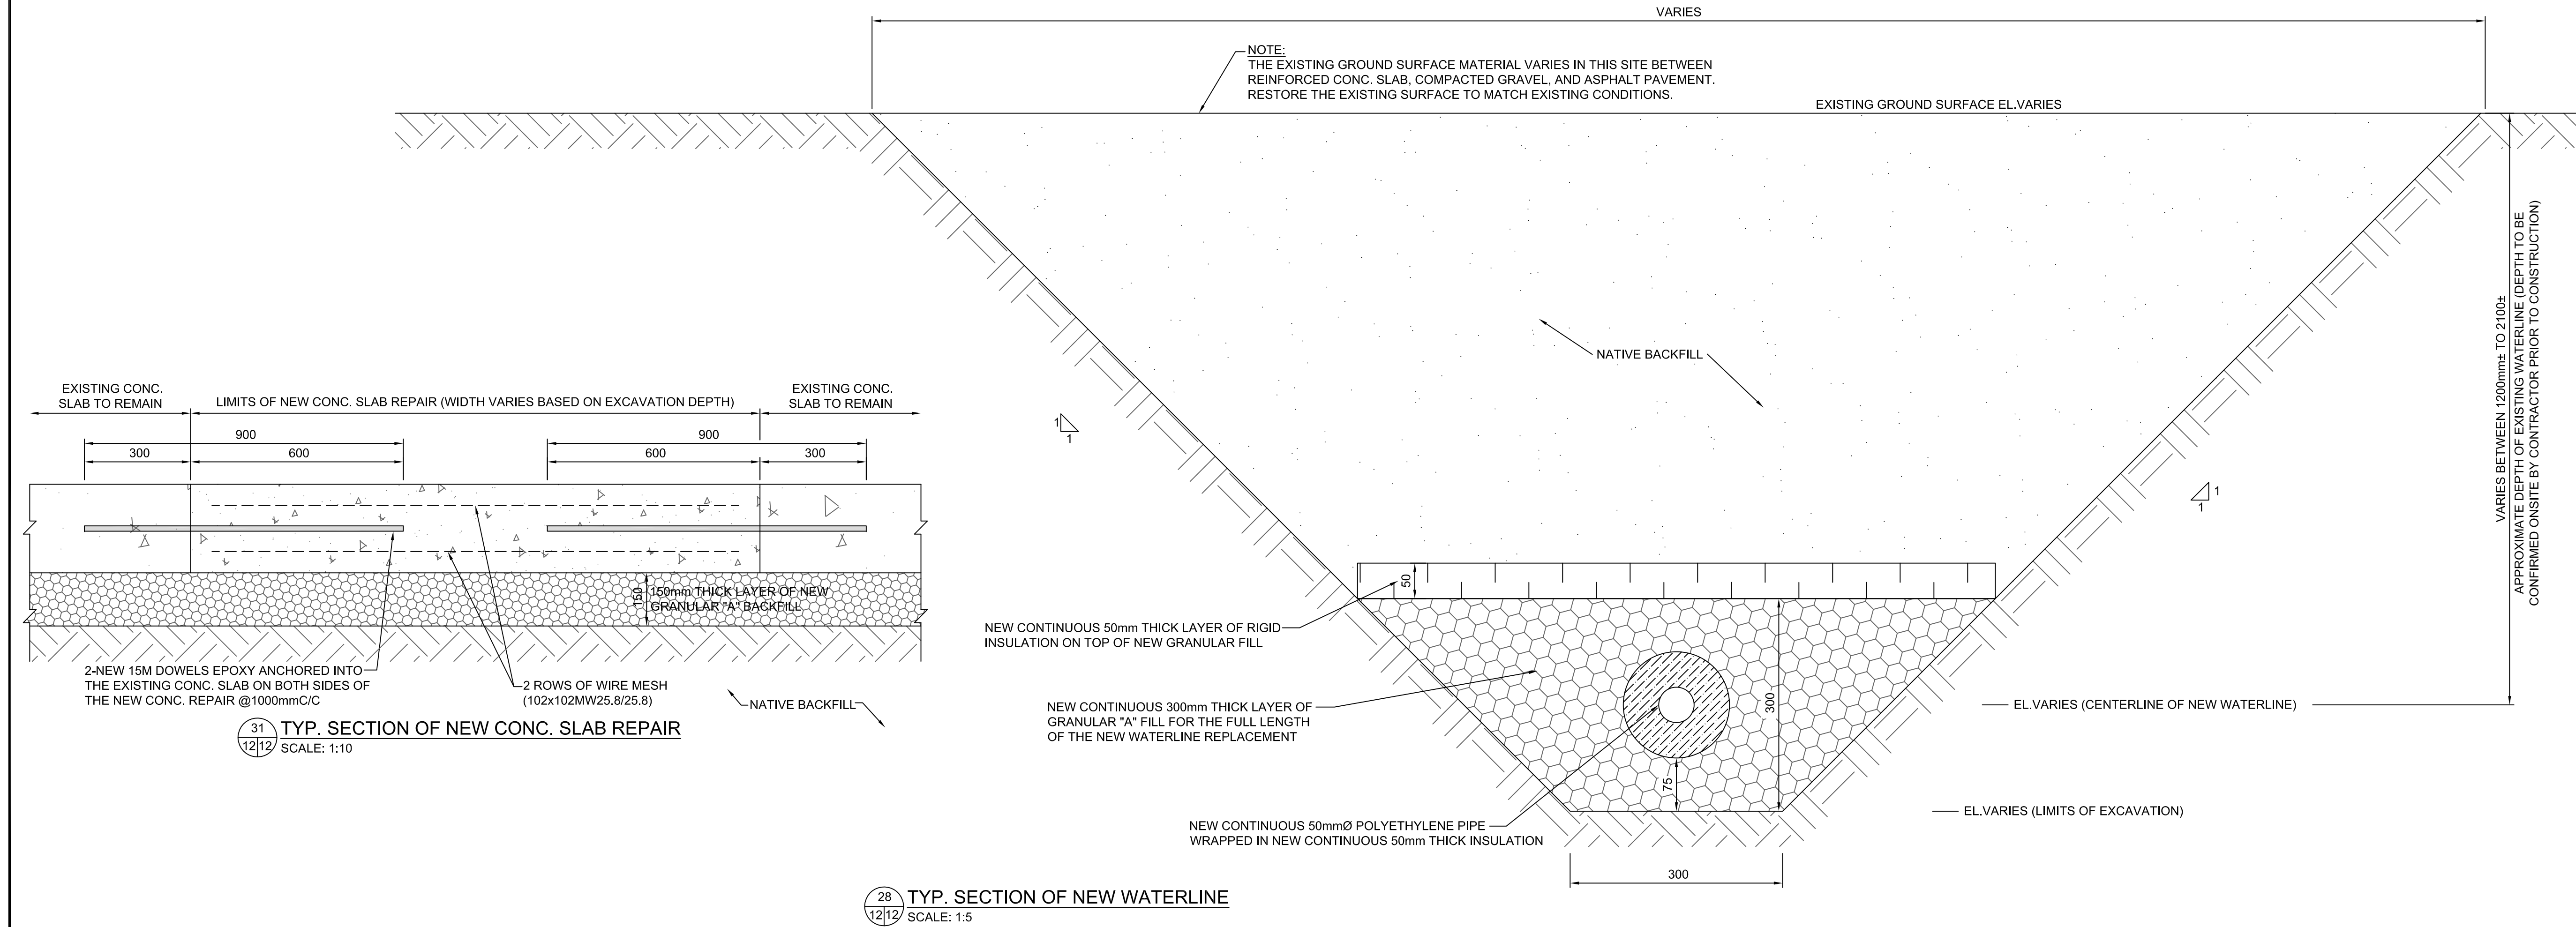 VARIES
NOTE:
THE EXISTING GROUND SURFACE MATERIAL VARIES IN THIS SITE BETWEEN
REINFORCED CONC. SLAB, COMPACTED GRAVEL, AND ASPHALT PAVEMENT.
RESTORE THE EXISTING SURFACE TO MATCH EXISTING CONDITIONS.
EXISTING GROUND SURFACE EL.VARIES
NATIVE BACKFILL
1
1
1
1
VARIES BETWEEN 1200mm± TO 2100±
APPROXIMATE DEPTH OF EXISTING WATERLINE (DEPTH TO BE
CONFIRMED ONSITE BY CONTRACTOR PRIOR TO CONSTRUCTION)
EXISTING CONC.
SLAB TO REMAIN
LIMITS OF NEW CONC. SLAB REPAIR (WIDTH VARIES BASED ON EXCAVATION DEPTH)
EXISTING CONC.
SLAB TO REMAIN
900
900
300
600
600
300
150
150mm THICK LAYER OF NEW
GRANULAR "A" BACKFILL
2-NEW 15M DOWELS EPOXY ANCHORED INTO
THE EXISTING CONC. SLAB ON BOTH SIDES OF
THE NEW CONC. REPAIR @1000mmC/C
2 ROWS OF WIRE MESH
(102x102MW25.8/25.8)
NATIVE BACKFILL
31
12 12
TYP. SECTION OF NEW CONC. SLAB REPAIR
SCALE: 1:10
50
NEW CONTINUOUS 50mm THICK LAYER OF RIGID
INSULATION ON TOP OF NEW GRANULAR FILL
NEW CONTINUOUS 300mm THICK LAYER OF
GRANULAR "A" FILL FOR THE FULL LENGTH
OF THE NEW WATERLINE REPLACEMENT
300
75
EL.VARIES (CENTERLINE OF NEW WATERLINE)
EL.VARIES (LIMITS OF EXCAVATION)
NEW CONTINUOUS 50mmØ POLYETHYLENE PIPE
WRAPPED IN NEW CONTINUOUS 50mm THICK INSULATION
300
28
12 12
TYP. SECTION OF NEW WATERLINE
SCALE: 1:5